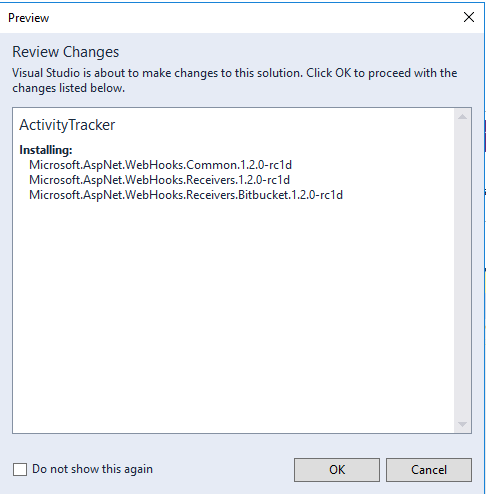 Preview
Review Changes
Visual Studio is about to make changes to this solution. Click OK to proceed with the
changes listed below.
ActivityTracker
Installing:
Microsoft.AspNet.WebHooks.Common.1.2.0-rc1d
Microsoft.AspNet.WebHooks.Receivers.1.2.0-rc1d
Microsoft.AspNet.WebHooks.Receivers.Bitbucket.1.2.0-rc1d
Do not show this again
OK
Cancel